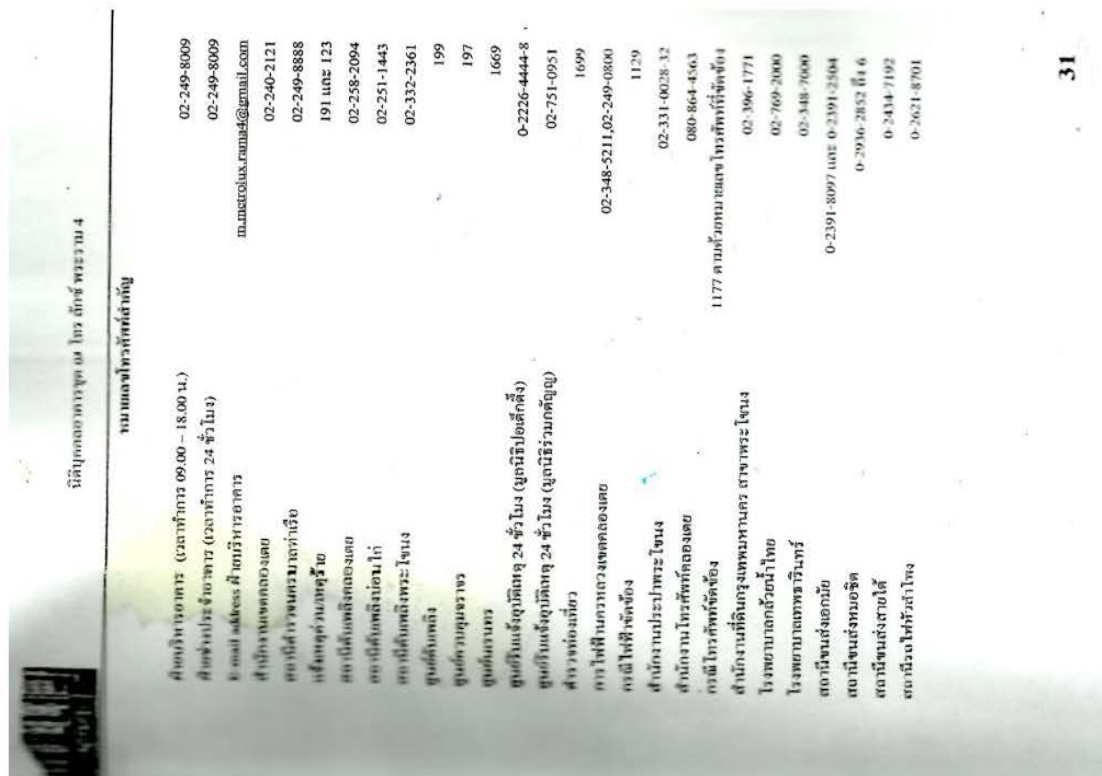 นิติบุคคลอาคารชุด เม โทร ลักซ์ พระราม 4
หมายเลขโทรศัพท์สำคัญ
ฝ่ายบริหารอาคาร (เวลาทำการ 09.00 – 18.00 น.) 02-249-8009
ฝ่ายช่างประจำอาคาร (เวลาทำการ 24 ชั่วโมง) 02-249-8009
E-mail address ฝ่ายบริหารอาคาร m.metrolux.rama4@gmail.com
สำนักงานเขตคลองเตย 02-240-2121
สถานีตำรวจนครบาลท่าเรือ 02-249-8888
แจ้งเหตุด่วน/เหตุร้าย 191 และ 123
สถานีดับเพลิงคลองเตย 02-258-2094
สถานีดับเพลิงบ่อนไก่ 02-251-1443
สถานีดับเพลิงพระโขนง 02-332-2361
ศูนย์ดับเพลิง 199
ศูนย์ควบคุมจราจร 197
ศูนย์นเรนทร 1669
ศูนย์รับแจ้งอุบัติเหตุ 24 ชั่วโมง (มูลนิธิปอเต็กตึ๊ง) 0-2226-4444-8
ศูนย์รับแจ้งอุบัติเหตุ 24 ชั่วโมง (มูลนิธิร่วมกตัญญู) 02-751-0951
ตำรวจท่องเที่ยว 1699
การไฟฟ้านครหลวงเขตคลองเตย 02-348-5211,02-249-0800
กรณีไฟฟ้าขัดข้อง 1129
สำนักงานประปาพระโขนง 02-331-0028-32
สำนักงานโทรศัพท์คลองเตย 080-864-4563
กรณีโทรศัพท์ขัดข้อง 1177 ตามด้วยหมายเลขโทรศัพท์ที่ขัดข้อง
สำนักงานที่ดินกรุงเทพมหานคร สาขาพระโขนง 02-396-1771
โรงพยาบาลกล้วยน้ำไทย 02-769-2000
โรงพยาบาลเทพธารินทร์ 02-348-7000
สถานีขนส่งเอกมัย 0-2391-8097 และ 0-2391-2504
สถานีขนส่งหมอชิต 0-2936-2852 ถึง 6
สถานีขนส่งสายใต้ 0-2434-7192
สถานีรถไฟหัวลำโพง 0-2621-8701
31